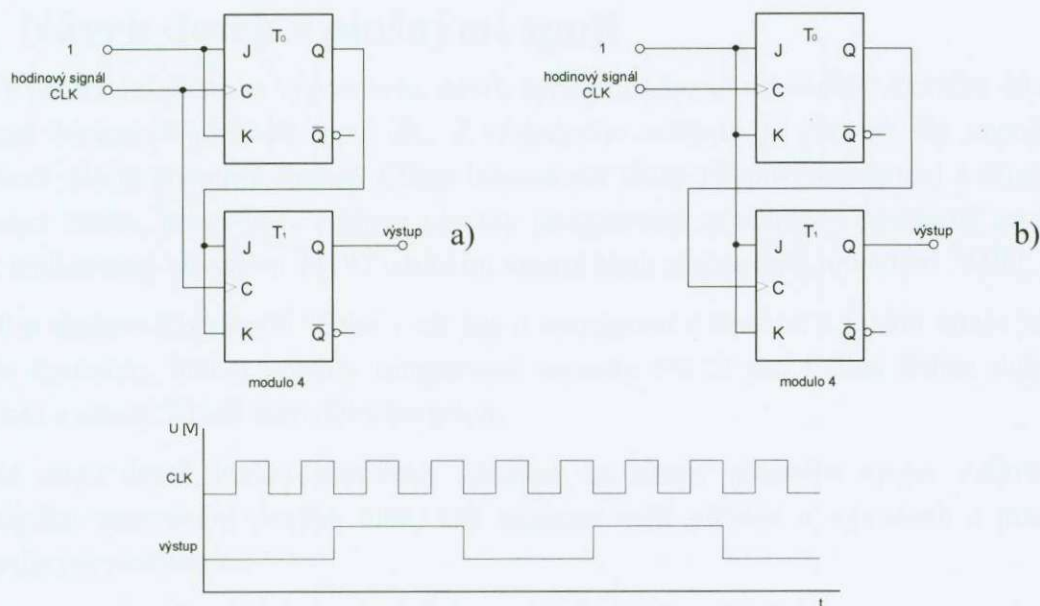 1
hodinový signál
CLK
J
C
K
T₀
Q
Q̅
J
C
K
T₁
Q
Q̅
výstup
a)
modulo 4
1
hodinový signál
CLK
J
C
K
T₀
Q
Q̅
J
C
K
T₁
Q
Q̅
výstup
b)
modulo 4
U [V]
CLK
výstup
t